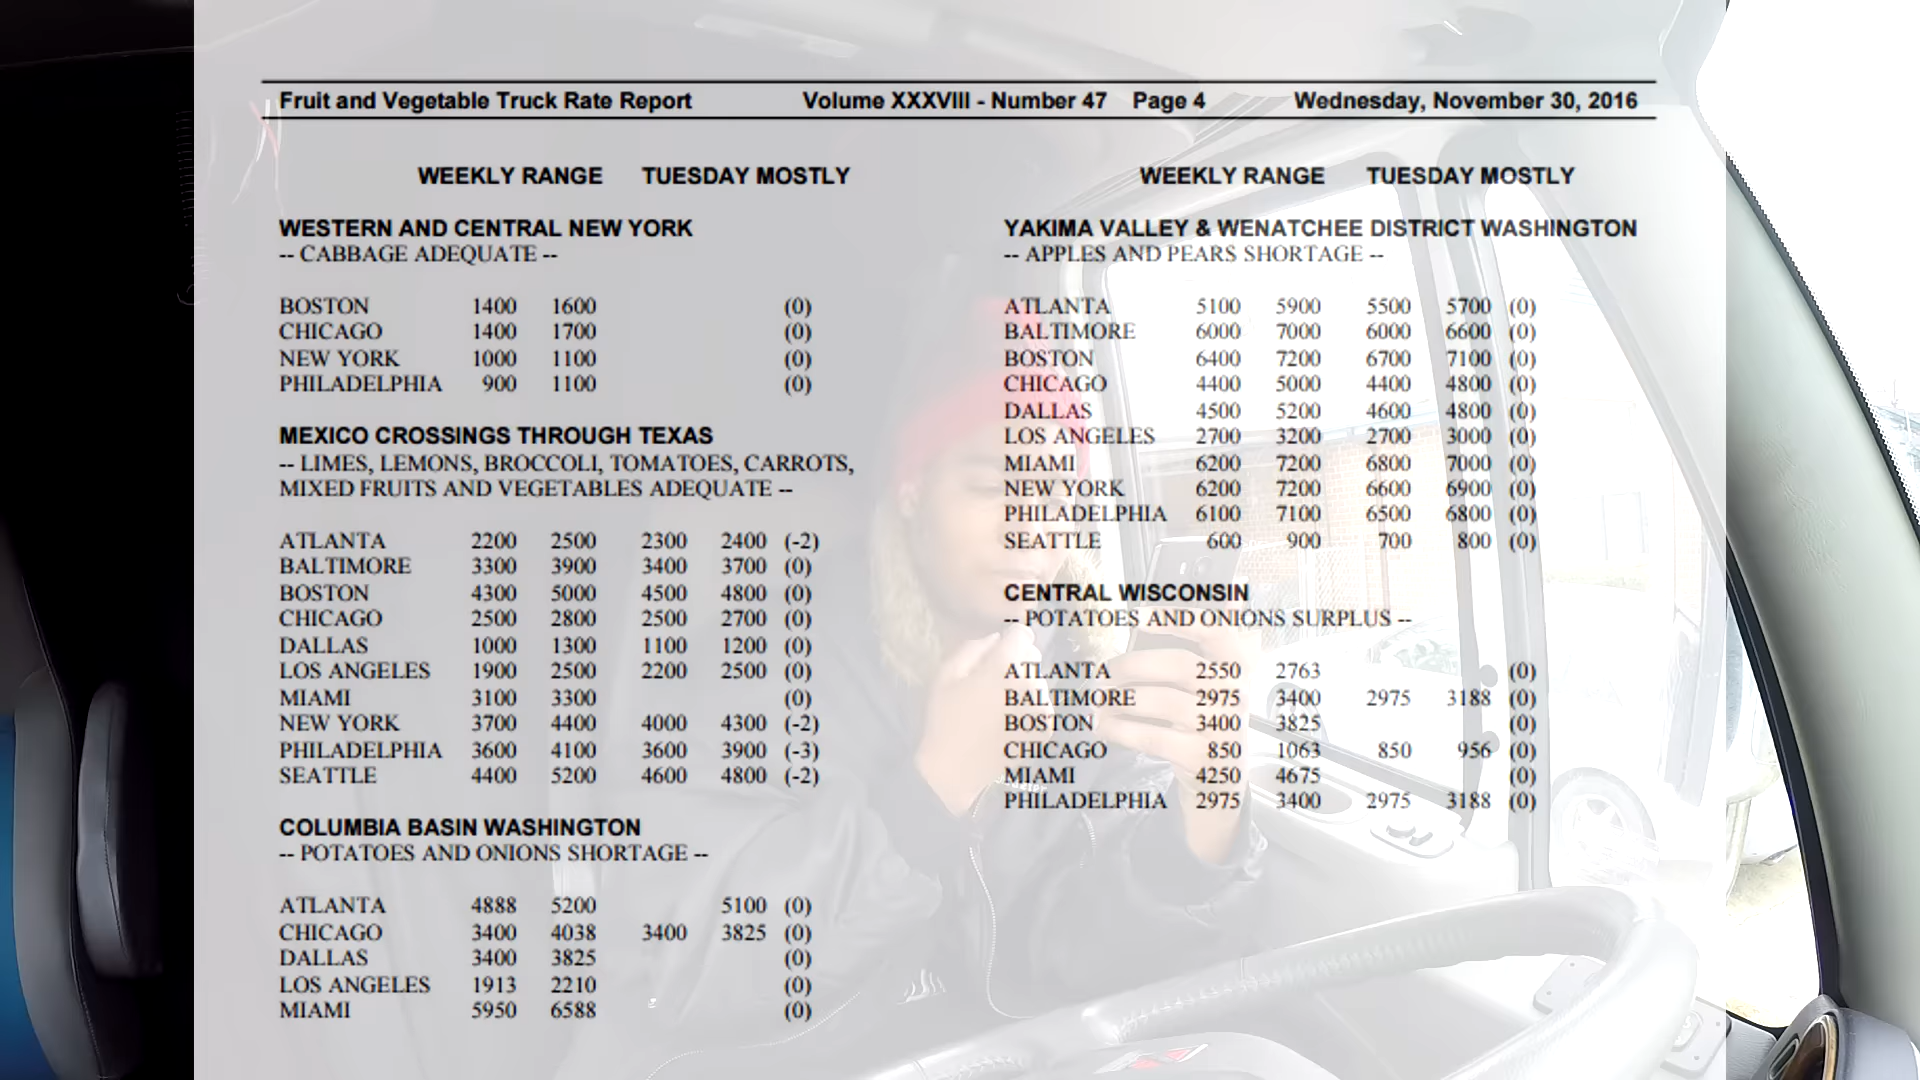 Fruit and Vegetable Truck Rate Report Volume XXXVIII - Number 47 Page 4 Wednesday, November 30, 2016
WEEKLY RANGE TUESDAY MOSTLY
WESTERN AND CENTRAL NEW YORK
-- CABBAGE ADEQUATE --
BOSTON 1400 1600 (0)
CHICAGO 1400 1700 (0)
NEW YORK 1000 1100 (0)
PHILADELPHIA 900 1100 (0)
MEXICO CROSSINGS THROUGH TEXAS
-- LIMES, LEMONS, BROCCOLI, TOMATOES, CARROTS,
MIXED FRUITS AND VEGETABLES ADEQUATE --
ATLANTA 2200 2500 2300 2400 (-2)
BALTIMORE 3300 3900 3400 3700 (0)
BOSTON 4300 5000 4500 4800 (0)
CHICAGO 2500 2800 2500 2700 (0)
DALLAS 1000 1300 1100 1200 (0)
LOS ANGELES 1900 2500 2200 2500 (0)
MIAMI 3100 3300 (0)
NEW YORK 3700 4400 4000 4300 (-2)
PHILADELPHIA 3600 4100 3600 3900 (-3)
SEATTLE 4400 5200 4600 4800 (-2)
COLUMBIA BASIN WASHINGTON
-- POTATOES AND ONIONS SHORTAGE --
ATLANTA 4888 5200 5100 (0)
CHICAGO 3400 4038 3400 3825 (0)
DALLAS 3400 3825 (0)
LOS ANGELES 1913 2210 (0)
MIAMI 5950 6588 (0)
WEEKLY RANGE TUESDAY MOSTLY
YAKIMA VALLEY & WENATCHEE DISTRICT WASHINGTON
-- APPLES AND PEARS SHORTAGE --
ATLANTA 5100 5900 5500 5700 (0)
BALTIMORE 6000 7000 6000 6600 (0)
BOSTON 6400 7200 6700 7100 (0)
CHICAGO 4400 5000 4400 4800 (0)
DALLAS 4500 5200 4600 4800 (0)
LOS ANGELES 2700 3200 2700 3000 (0)
MIAMI 6200 7200 6800 7000 (0)
NEW YORK 6200 7200 6600 6900 (0)
PHILADELPHIA 6100 7100 6500 6800 (0)
SEATTLE 600 900 700 800 (0)
CENTRAL WISCONSIN
-- POTATOES AND ONIONS SURPLUS --
ATLANTA 2550 2763 (0)
BALTIMORE 2975 3400 2975 3188 (0)
BOSTON 3400 3825 (0)
CHICAGO 850 1063 850 956 (0)
MIAMI 4250 4675 (0)
PHILADELPHIA 2975 3400 2975 3188 (0)